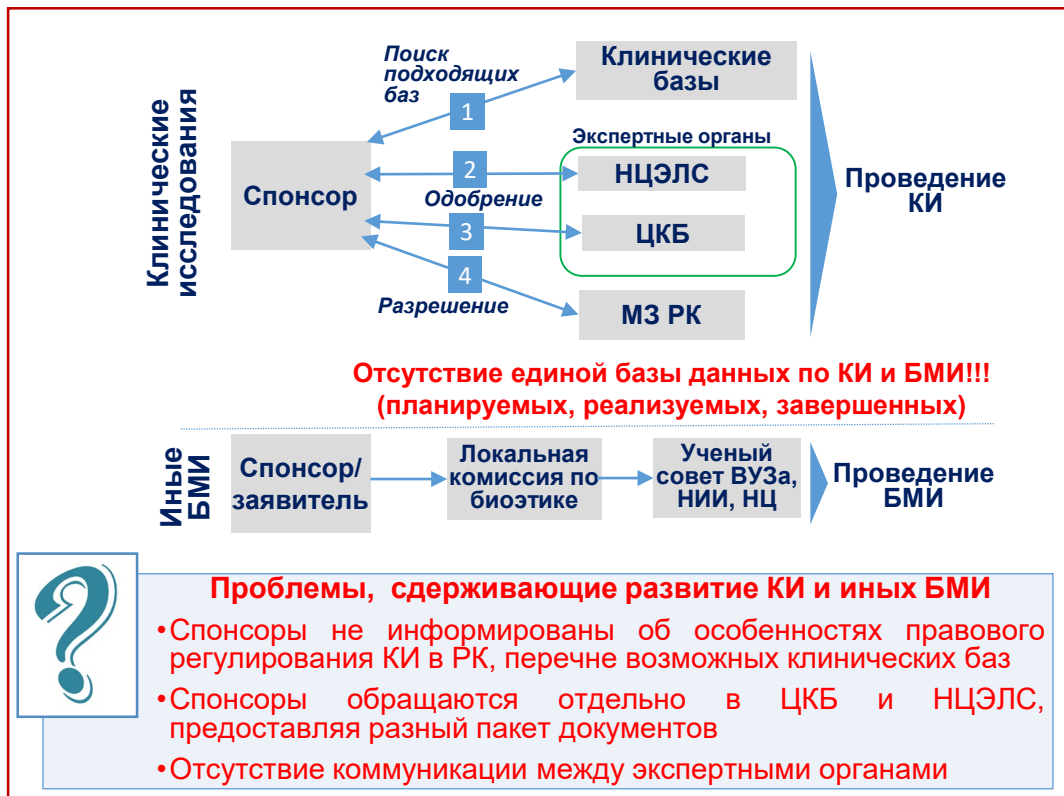 Клинические
исследования
Поиск
подходящих
баз
1
Клинические
базы
Экспертные органы
Спонсор
2
НЦЭЛС
Одобрение
3
ЦКБ
4
Разрешение
МЗ РК
Проведение
КИ
Отсутствие единой базы данных по КИ и БМИ!!!
(планируемых, реализуемых, завершенных)
Иные
БМИ
Спонсор/
заявитель
Локальная
комиссия по
биоэтике
Ученый
совет ВУЗа,
НИИ, НЦ
Проведение
БМИ
?
Проблемы, сдерживающие развитие КИ и иных БМИ
•Спонсоры не информированы об особенностях правового
регулирования КИ в РК, перечне возможных клинических баз
•Спонсоры обращаются отдельно в ЦКБ и НЦЭЛС,
предоставляя разный пакет документов
•Отсутствие коммуникации между экспертными органами